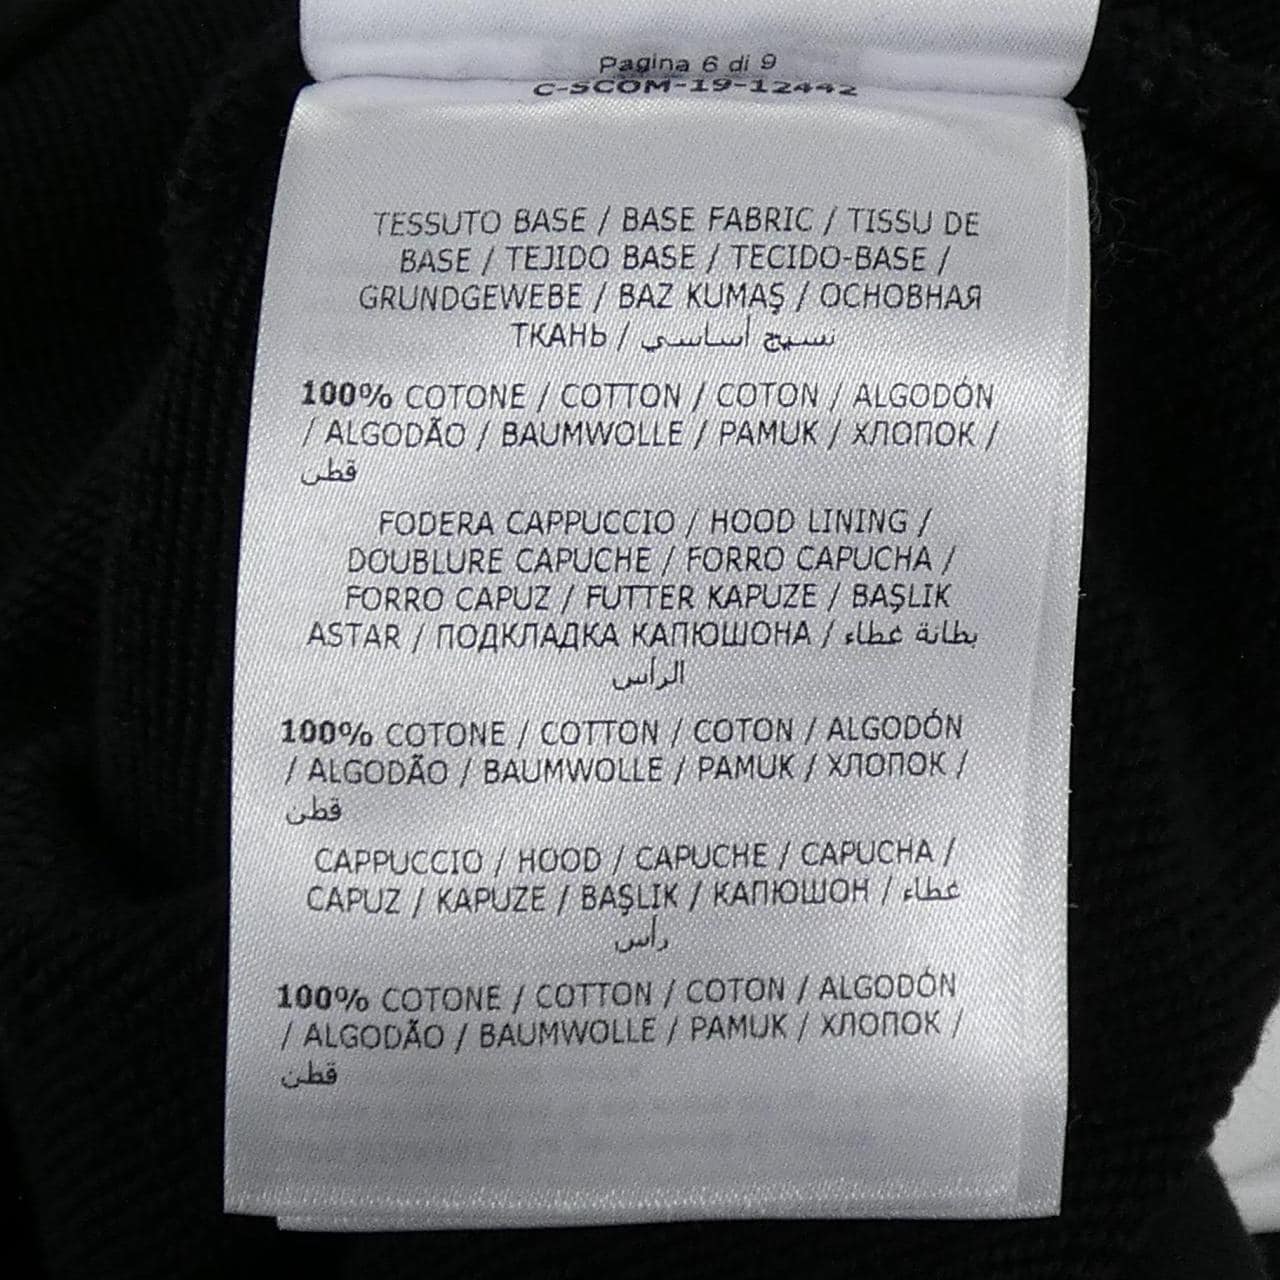 Pagina 6 di 9
C-SCOM-19-12442
TESSUTO BASE / BASE FABRIC / TISSU DE
BASE / TEJIDO BASE / TECIDO-BASE /
GRUNDGEWEBE / BAZ KUMAŞ / ОСНОВНАЯ
ТКАНЬ / نسيج أساسي
100% COTONE / COTTON / COTON / ALGODÓN
/ ALGODÃO / BAUMWOLLE / PAMUK / ХЛОПОК /
قطن
FODERA CAPPUCCIO / HOOD LINING /
DOUBLURE CAPUCHE / FORRO CAPUCHA /
FORRO CAPUZ / FUTTER KAPUZE / BAŞLIK
ASTAR / ПОДКЛАДКА КАПЮШОНА / بطانة غطاء
الرأس
100% COTONE / COTTON / COTON / ALGODÓN
/ ALGODÃO / BAUMWOLLE / PAMUK / ХЛОПОК /
قطن
CAPPUCCIO / HOOD / CAPUCHE / CAPUCHA /
CAPUZ / KAPUZE / BAŞLIK / КАПЮШОН / غطاء
رأس
100% COTONE / COTTON / COTON / ALGODÓN
/ ALGODÃO / BAUMWOLLE / PAMUK / ХЛОПОК /
قطن